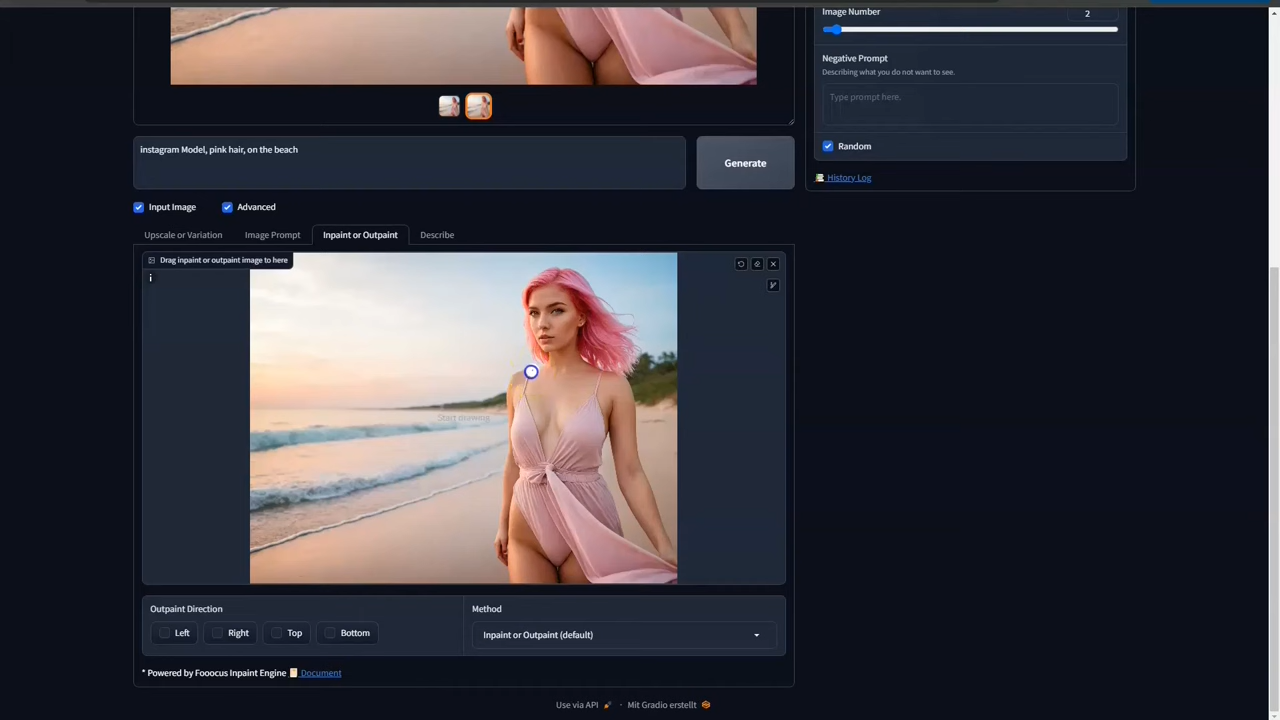 Image Number
2
Negative Prompt
Describing what you do not want to see.
Type prompt here.
Random
History Log
instagram Model, pink hair, on the beach
Generate
Input Image
Advanced
Upscale or Variation
Image Prompt
Inpaint or Outpaint
Describe
Drag inpaint or outpaint image to here
i
Start drawing
Outpaint Direction
Left
Right
Top
Bottom
Method
Inpaint or Outpaint (default)
* Powered by Fooocus Inpaint Engine Document
Use via API · Mit Gradio erstellt